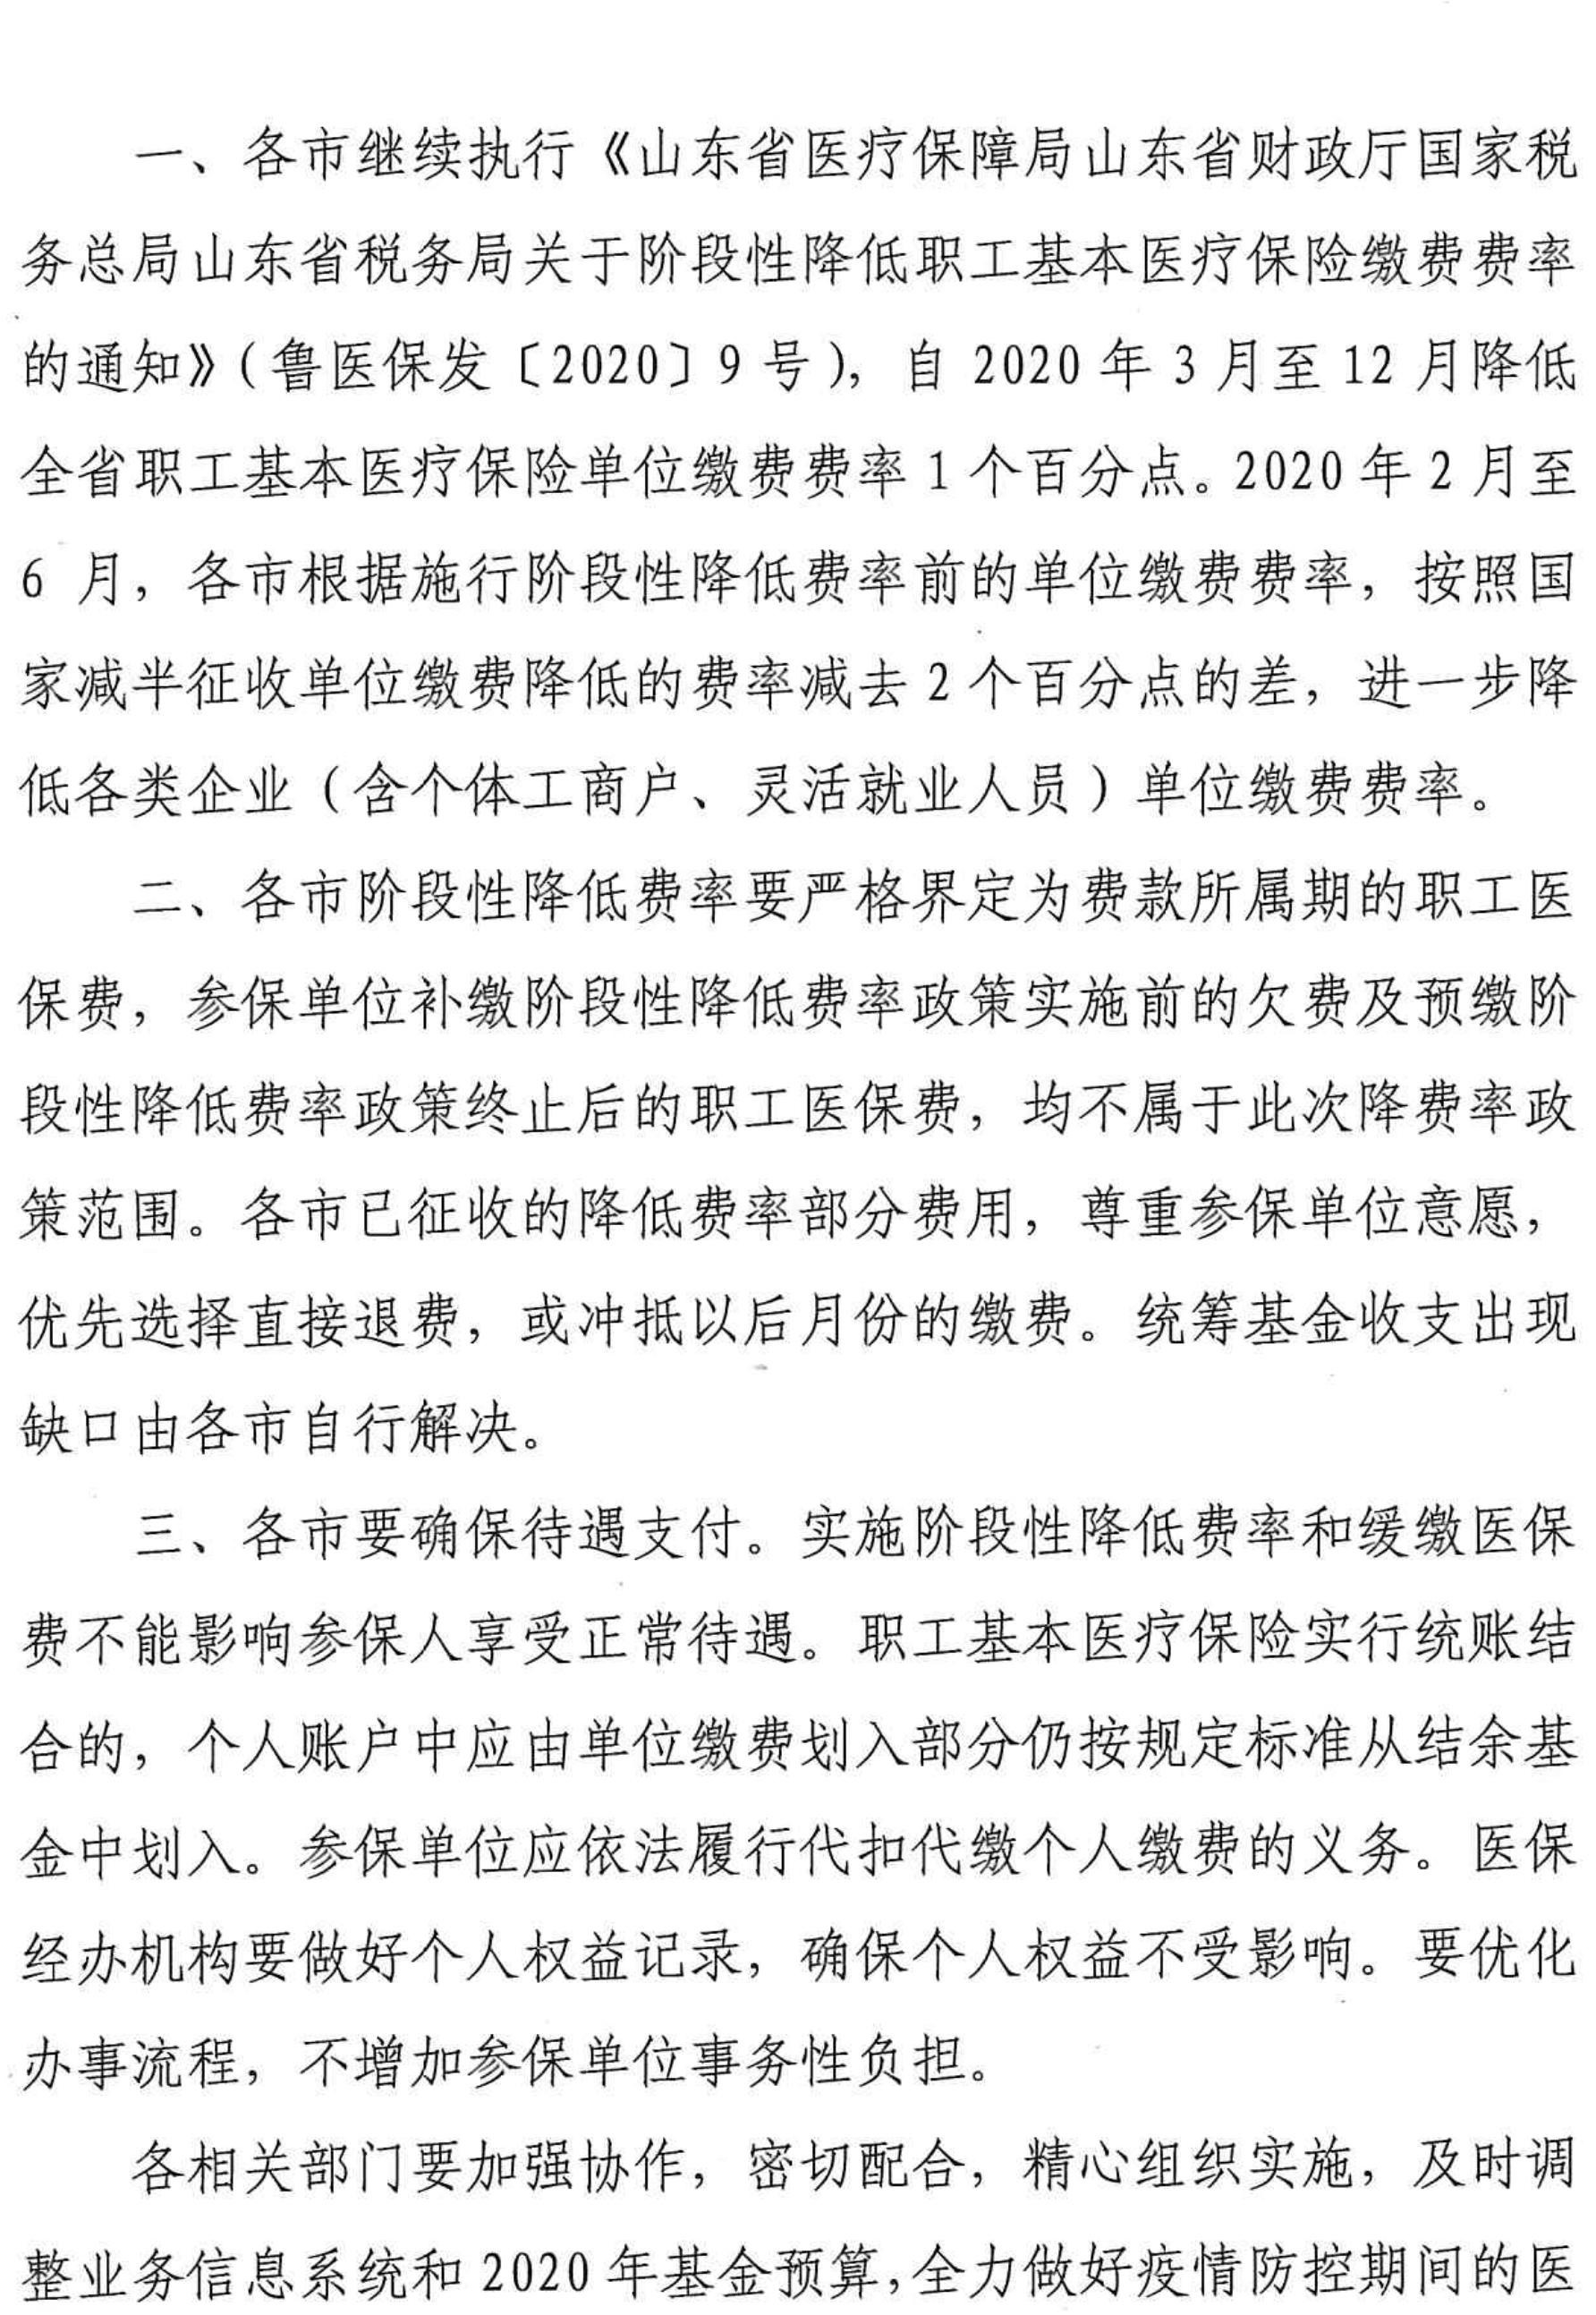 一、各市继续执行《山东省医疗保障局山东省财政厅国家税
务总局山东省税务局关于阶段性降低职工基本医疗保险缴费费率
的通知》（鲁医保发〔2020〕9 号），自 2020 年 3 月至 12 月降低
全省职工基本医疗保险单位缴费费率 1 个百分点。2020 年 2 月至
6 月，各市根据施行阶段性降低费率前的单位缴费费率，按照国
家减半征收单位缴费降低的费率减去 2 个百分点的差，进一步降
低各类企业（含个体工商户、灵活就业人员）单位缴费费率。
二、各市阶段性降低费率要严格界定为费款所属期的职工医
保费，参保单位补缴阶段性降低费率政策实施前的欠费及预缴阶
段性降低费率政策终止后的职工医保费，均不属于此次降费率政
策范围。各市已征收的降低费率部分费用，尊重参保单位意愿，
优先选择直接退费，或冲抵以后月份的缴费。统筹基金收支出现
缺口由各市自行解决。
三、各市要确保待遇支付。实施阶段性降低费率和缓缴医保
费不能影响参保人享受正常待遇。职工基本医疗保险实行统账结
合的，个人账户中应由单位缴费划入部分仍按规定标准从结余基
金中划入。参保单位应依法履行代扣代缴个人缴费的义务。医保
经办机构要做好个人权益记录，确保个人权益不受影响。要优化
办事流程，不增加参保单位事务性负担。
各相关部门要加强协作，密切配合，精心组织实施，及时调
整业务信息系统和 2020 年基金预算，全力做好疫情防控期间的医